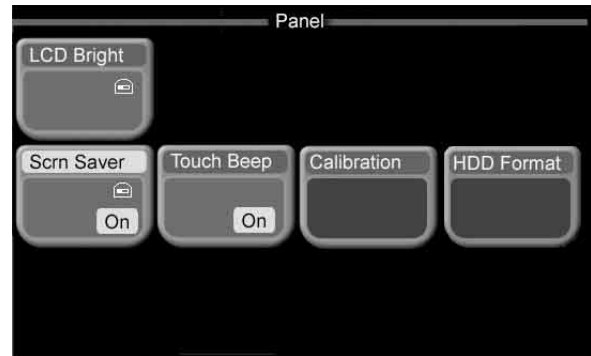 Panel
LCD Bright
Scrn Saver
On
Touch Beep
On
Calibration
HDD Format